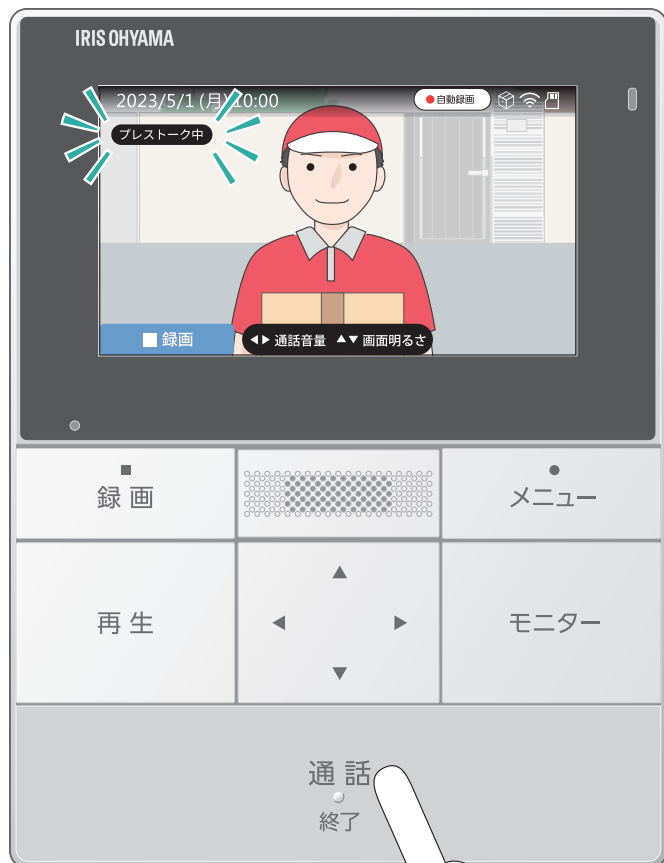 IRIS OHYAMA
2023/5/1 (月) 10:00
自動録画
プレストーク中
■ 録画
◀▶ 通話音量 ▲▼ 画面明るさ
録画
メニュー
再生
モニター
通話
終了